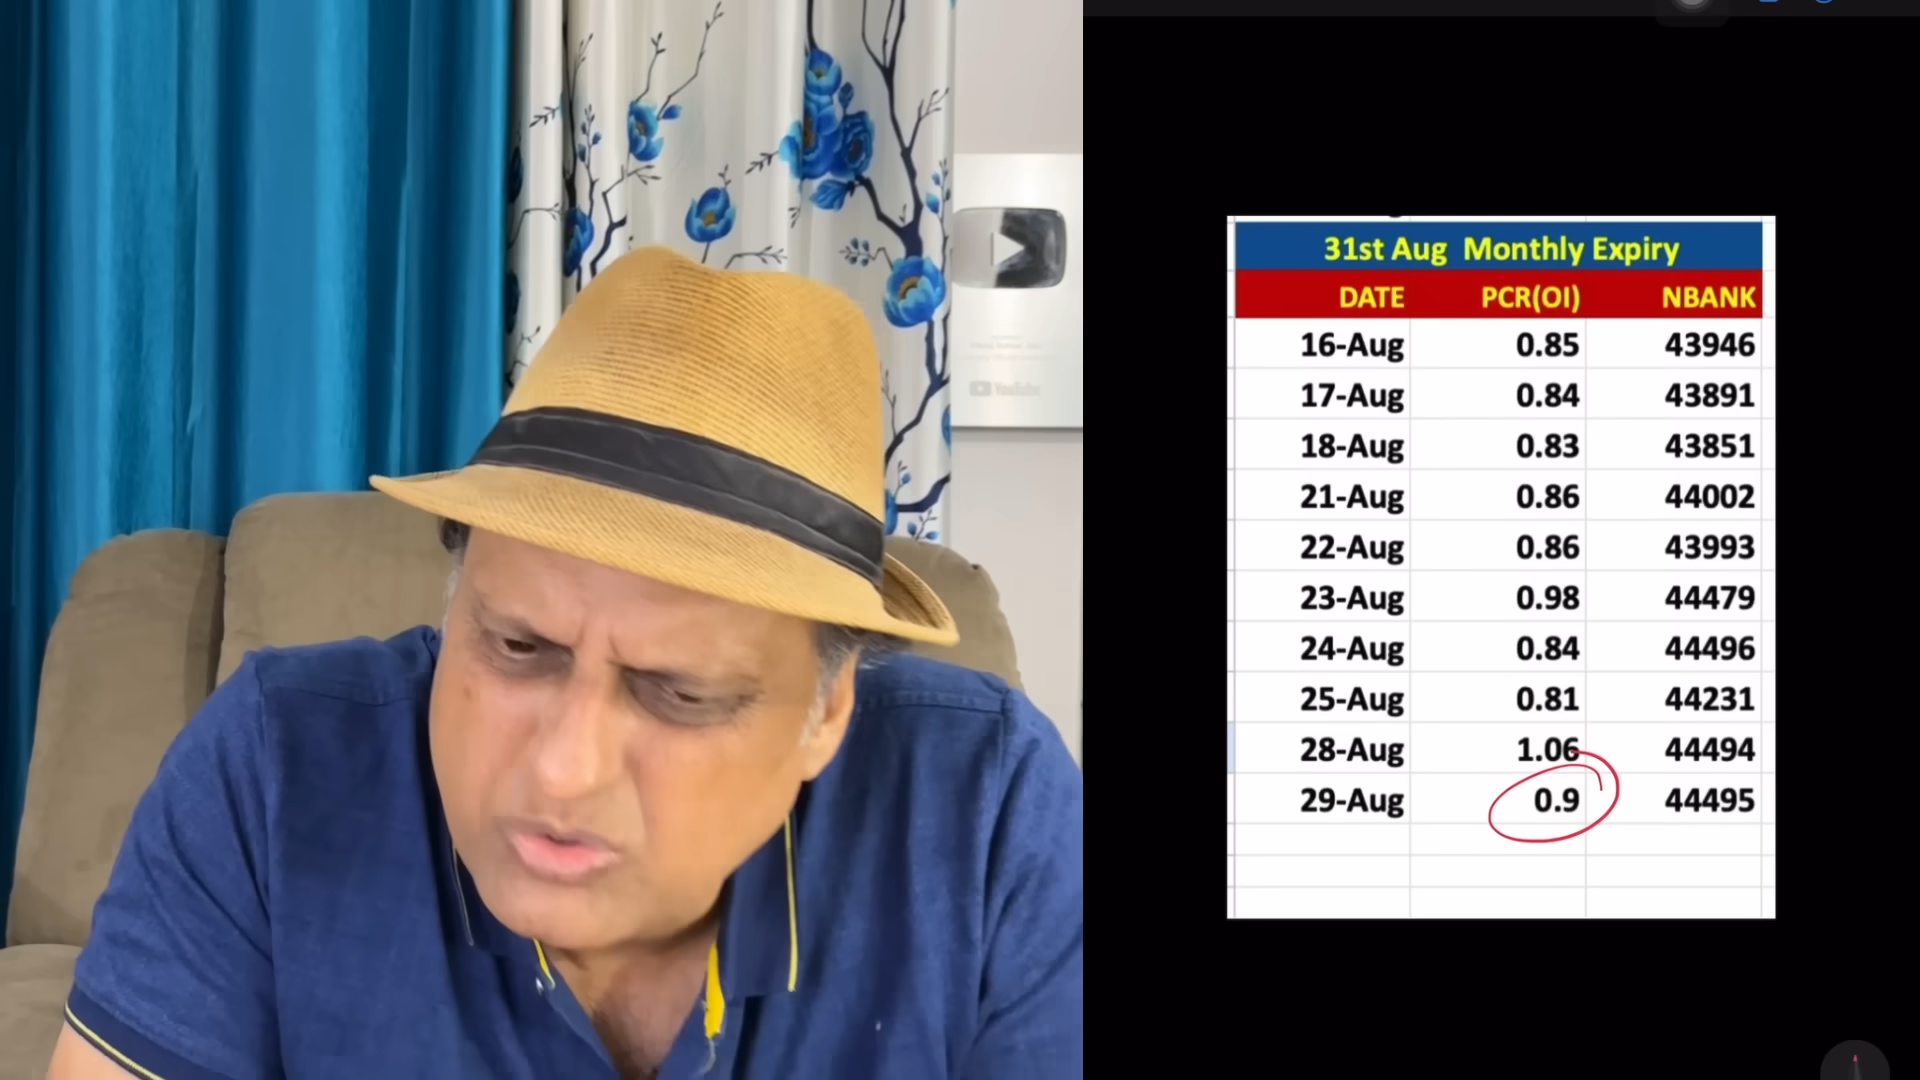 YouTube
31st Aug Monthly Expiry
DATE PCR(OI) NBANK
16-Aug 0.85 43946
17-Aug 0.84 43891
18-Aug 0.83 43851
21-Aug 0.86 44002
22-Aug 0.86 43993
23-Aug 0.98 44479
24-Aug 0.84 44496
25-Aug 0.81 44231
28-Aug 1.06 44494
29-Aug 0.9 44495